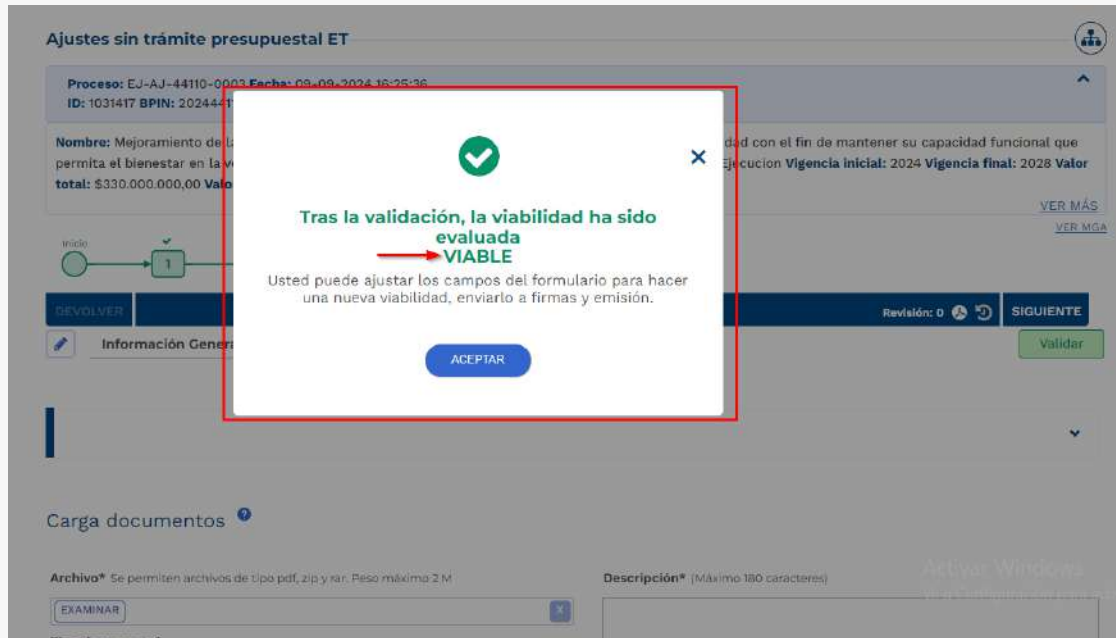 Ajustes sin trámite presupuestal ET
Proceso: EJ-AJ-44110-0003 Fecha: 09-09-2024 16:25:36
ID: 1031417 BPIN: 2024441
Nombre: Mejoramiento de la
dad con el fin de mantener su capacidad funcional que
permita el bienestar en la v
Ejecucion Vigencia inicial: 2024 Vigencia final: 2028 Valor
total: $330.000.000,00 Valo
VER MÁS
VER MGA
Inicio
1
Tras la validación, la viabilidad ha sido
evaluada
VIABLE
Usted puede ajustar los campos del formulario para hacer
una nueva viabilidad, enviarlo a firmas y emisión.
ACEPTAR
DEVOLVER
Revisión: 0
SIGUIENTE
Información Genera
Validar
Carga documentos
Archivo* Se permiten archivos de tipo pdf, zip y rar. Peso máximo 2 M
Descripción* (Máximo 180 caracteres)
EXAMINAR
X
Activar Windows